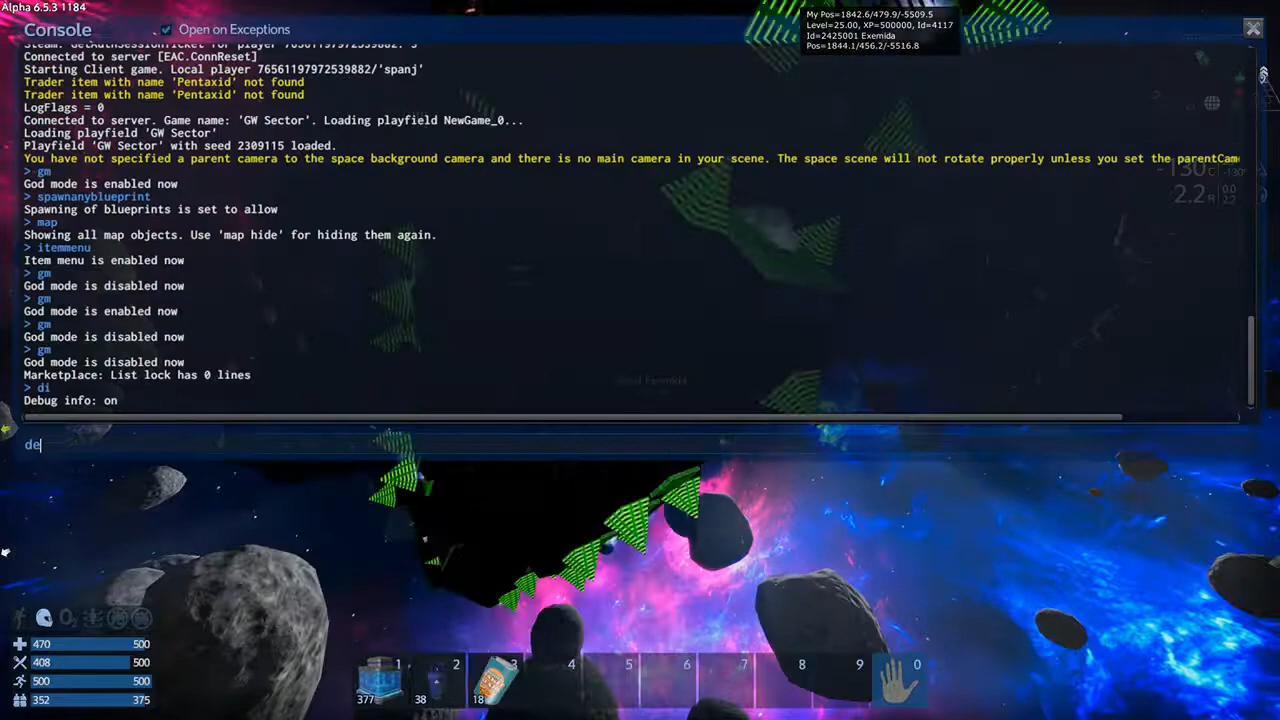 Alpha 6.5.3 1184
My Pos=1842.6/479.9/-5509.5
Level=25.00, XP=500000, Id=4117
Id=2425001 Exemida
Pos=1844.1/456.2/-5516.8
Console
Open on Exceptions
Connected to server [EAC.ConnReset]
Starting Client game. Local player 76561197972539882/'spanj'
Trader item with name 'Pentaxid' not found
Trader item with name 'Pentaxid' not found
LogFlags = 0
Connected to server. Game name: 'GW Sector'. Loading playfield NewGame_0...
Loading playfield 'GW Sector'
Playfield 'GW Sector' with seed 2309115 loaded.
You have not specified a parent camera to the space background camera and there is no main camera in your scene. The space scene will not rotate properly unless you set the parentCam
> gm
God mode is enabled now
> spawnanyblueprint
Spawning of blueprints is set to allow
> map
Showing all map objects. Use 'map hide' for hiding them again.
> itemmenu
Item menu is enabled now
> gm
God mode is disabled now
> gm
God mode is enabled now
> gm
God mode is disabled now
> gm
God mode is disabled now
Marketplace: List lock has 0 lines
> di
Debug info: on
de
-130 C
2.2 R
0.0
2.2
470 500
408 500
500 500
352 375
1 2 3 4 5 6 7 8 9 0
377 38 18